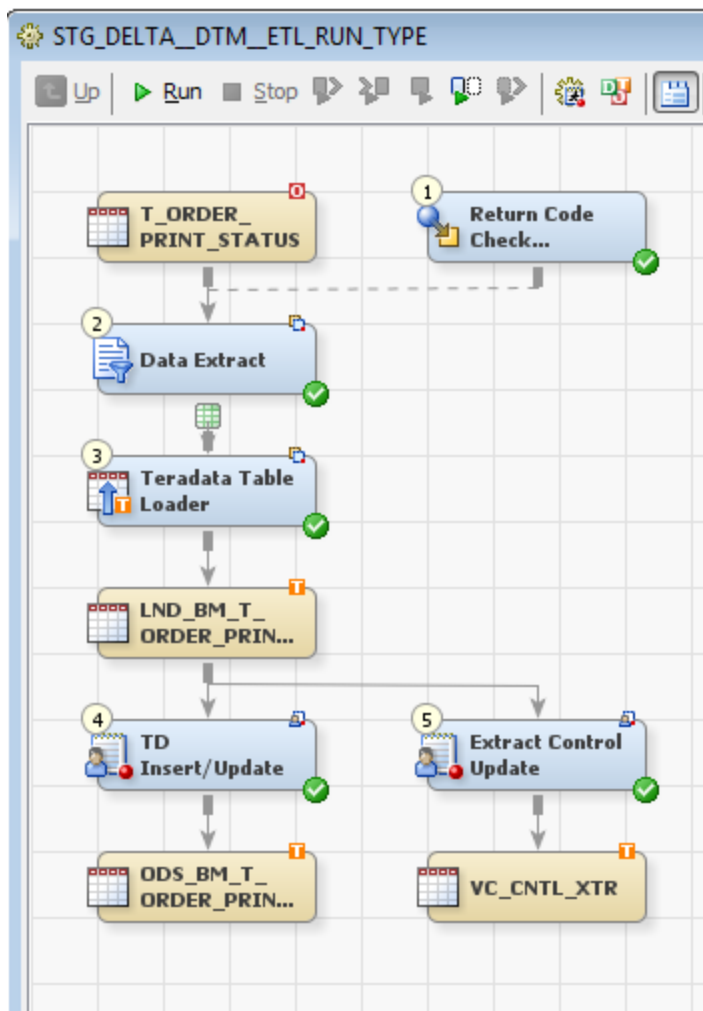 STG_DELTA__DTM__ETL_RUN_TYPE
Up Run Stop
T_ORDER_
PRINT_STATUS
1
Return Code
Check...
2
Data Extract
3
Teradata Table
Loader
T
T
LND_BM_T_
ORDER_PRIN...
4
TD
Insert/Update
5
Extract Control
Update
T
ODS_BM_T_
ORDER_PRIN...
T
VC_CNTL_XTR